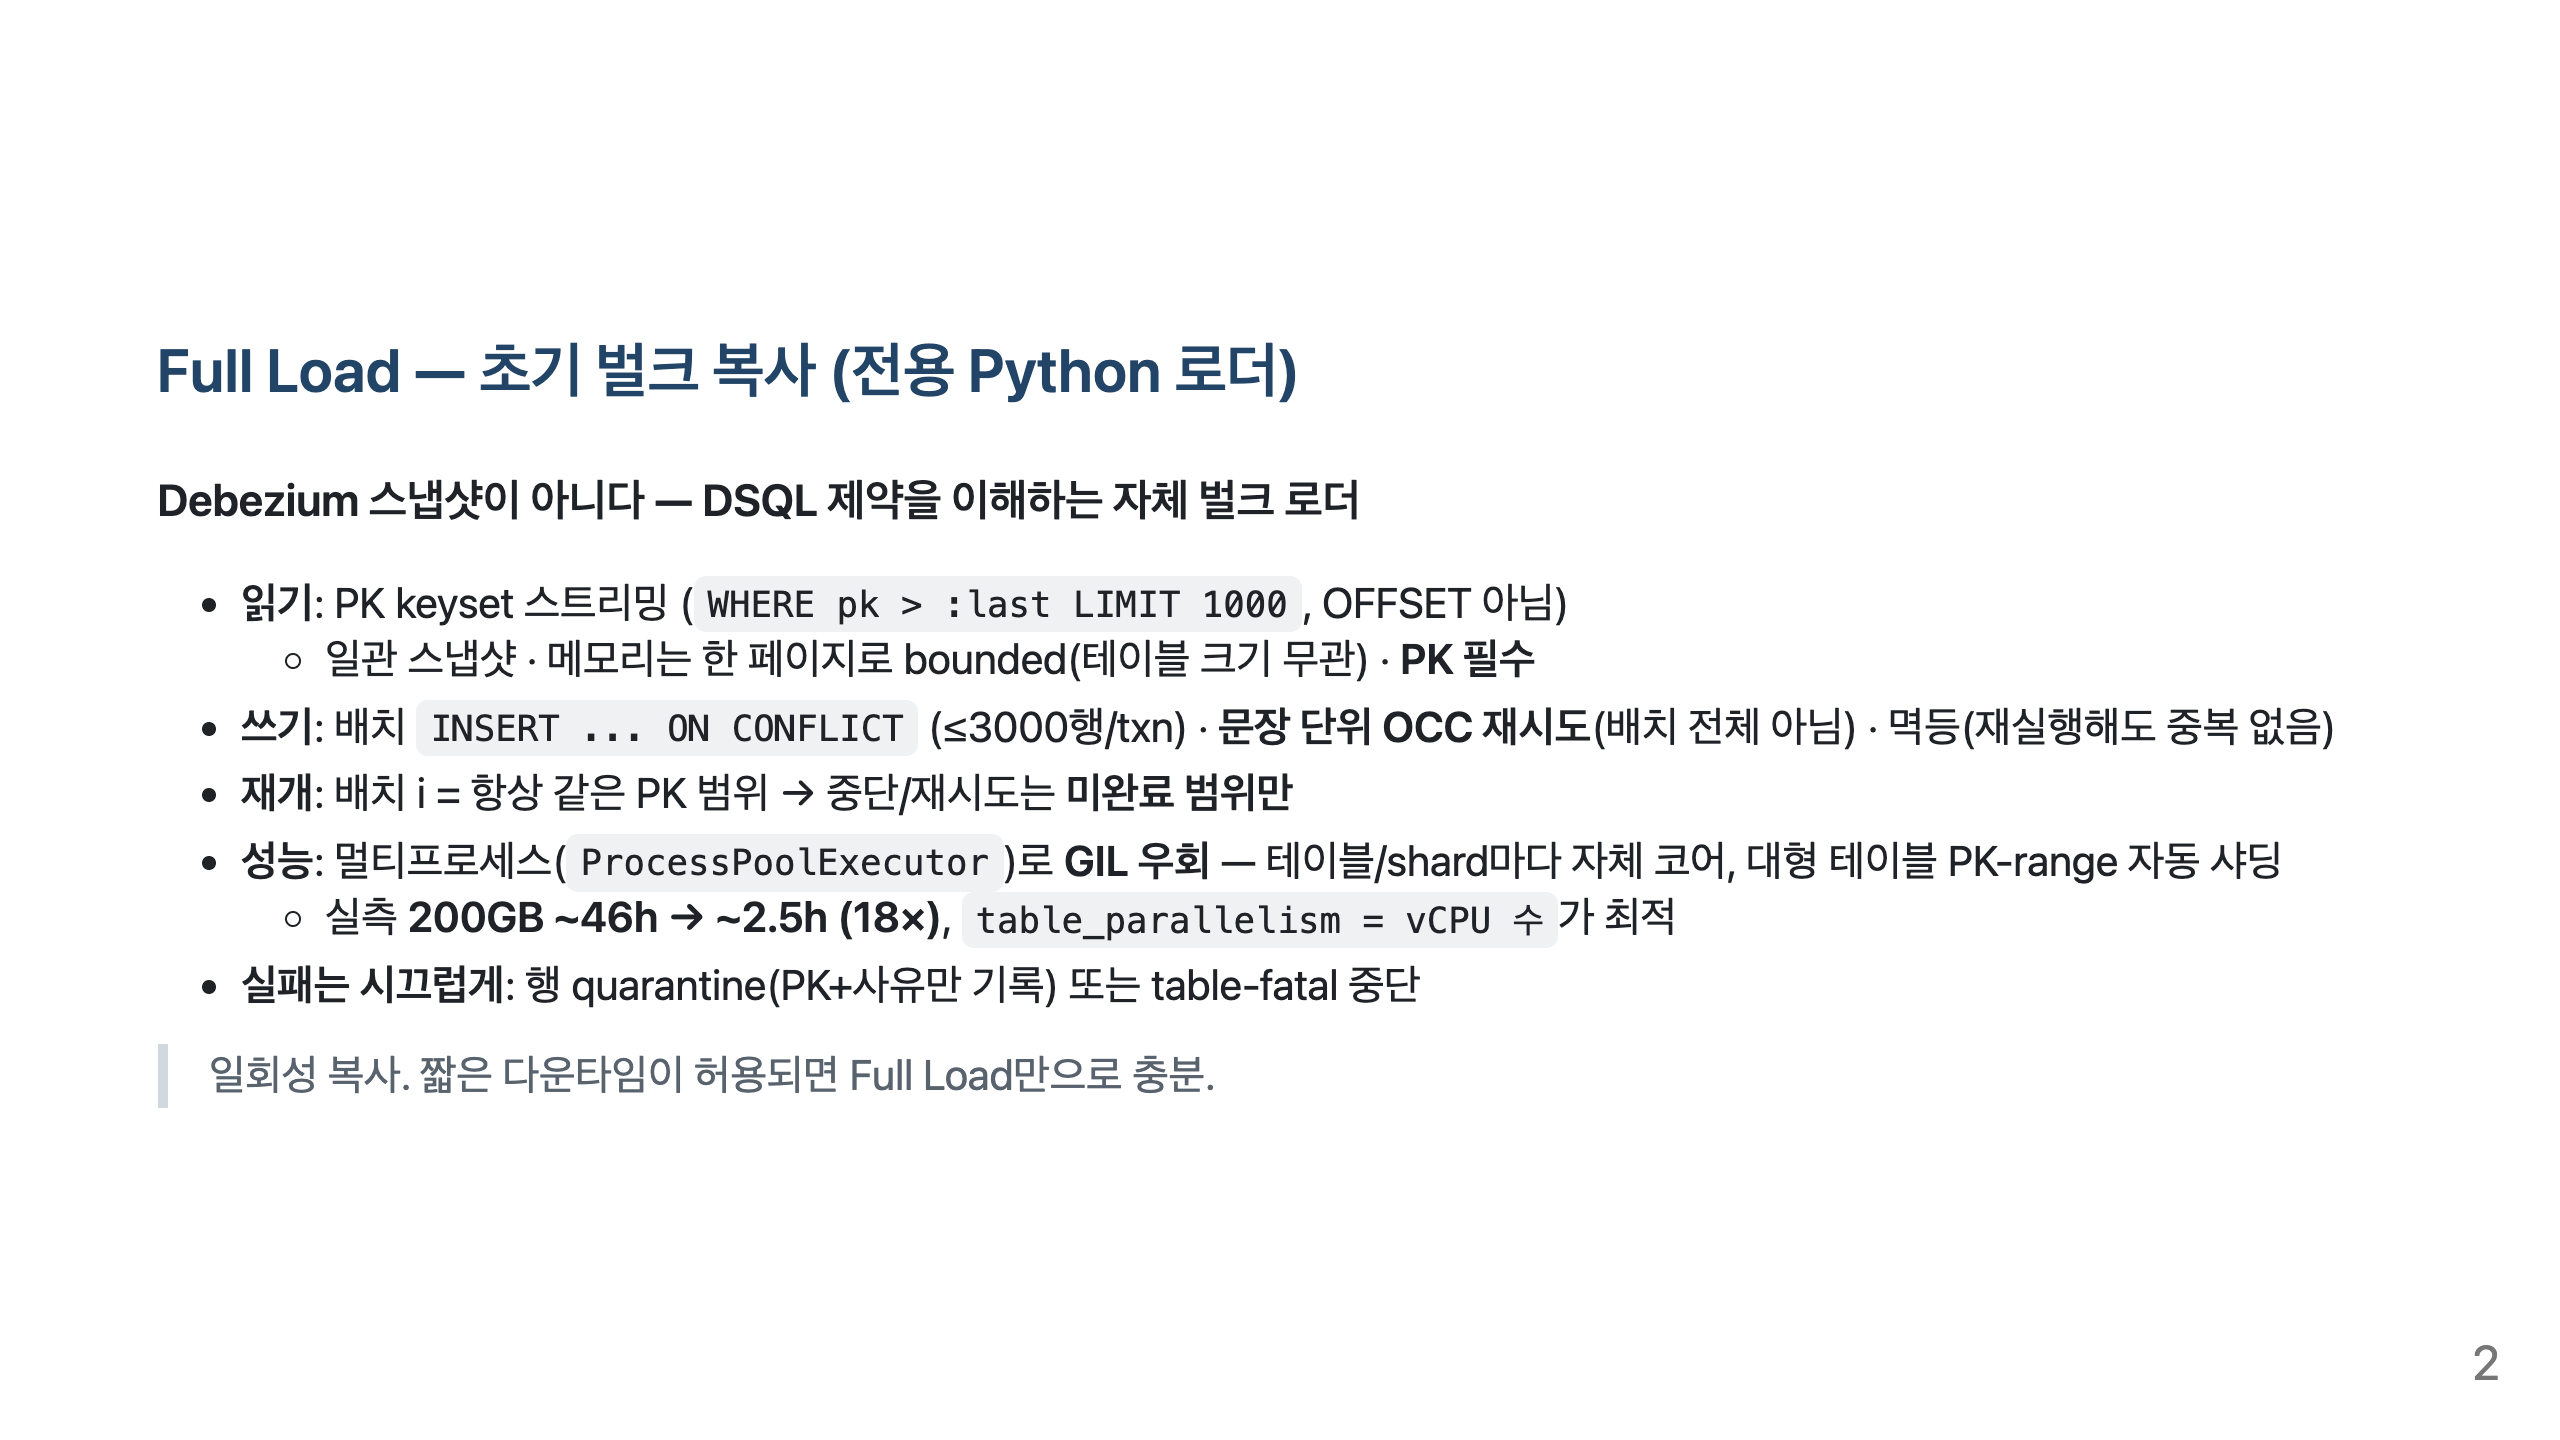 Full Load — 초기 벌크 복사 (전용 Python 로더)
Debezium 스냅샷이 아니다 — DSQL 제약을 이해하는 자체 벌크 로더
• 읽기: PK keyset 스트리밍 ( WHERE pk > :last LIMIT 1000 , OFFSET 아님)
◦ 일관 스냅샷 · 메모리는 한 페이지로 bounded(테이블 크기 무관) · PK 필수
• 쓰기: 배치 INSERT ... ON CONFLICT (≤3000행/txn) · 문장 단위 OCC 재시도(배치 전체 아님) · 멱등(재실행해도 중복 없음)
• 재개: 배치 i = 항상 같은 PK 범위 → 중단/재시도는 미완료 범위만
• 성능: 멀티프로세스( ProcessPoolExecutor )로 GIL 우회 — 테이블/shard마다 자체 코어, 대형 테이블 PK-range 자동 샤딩
◦ 실측 200GB ~46h → ~2.5h (18×), table_parallelism = vCPU 수 가 최적
• 실패는 시끄럽게: 행 quarantine(PK+사유만 기록) 또는 table-fatal 중단
일회성 복사. 짧은 다운타임이 허용되면 Full Load만으로 충분.
2